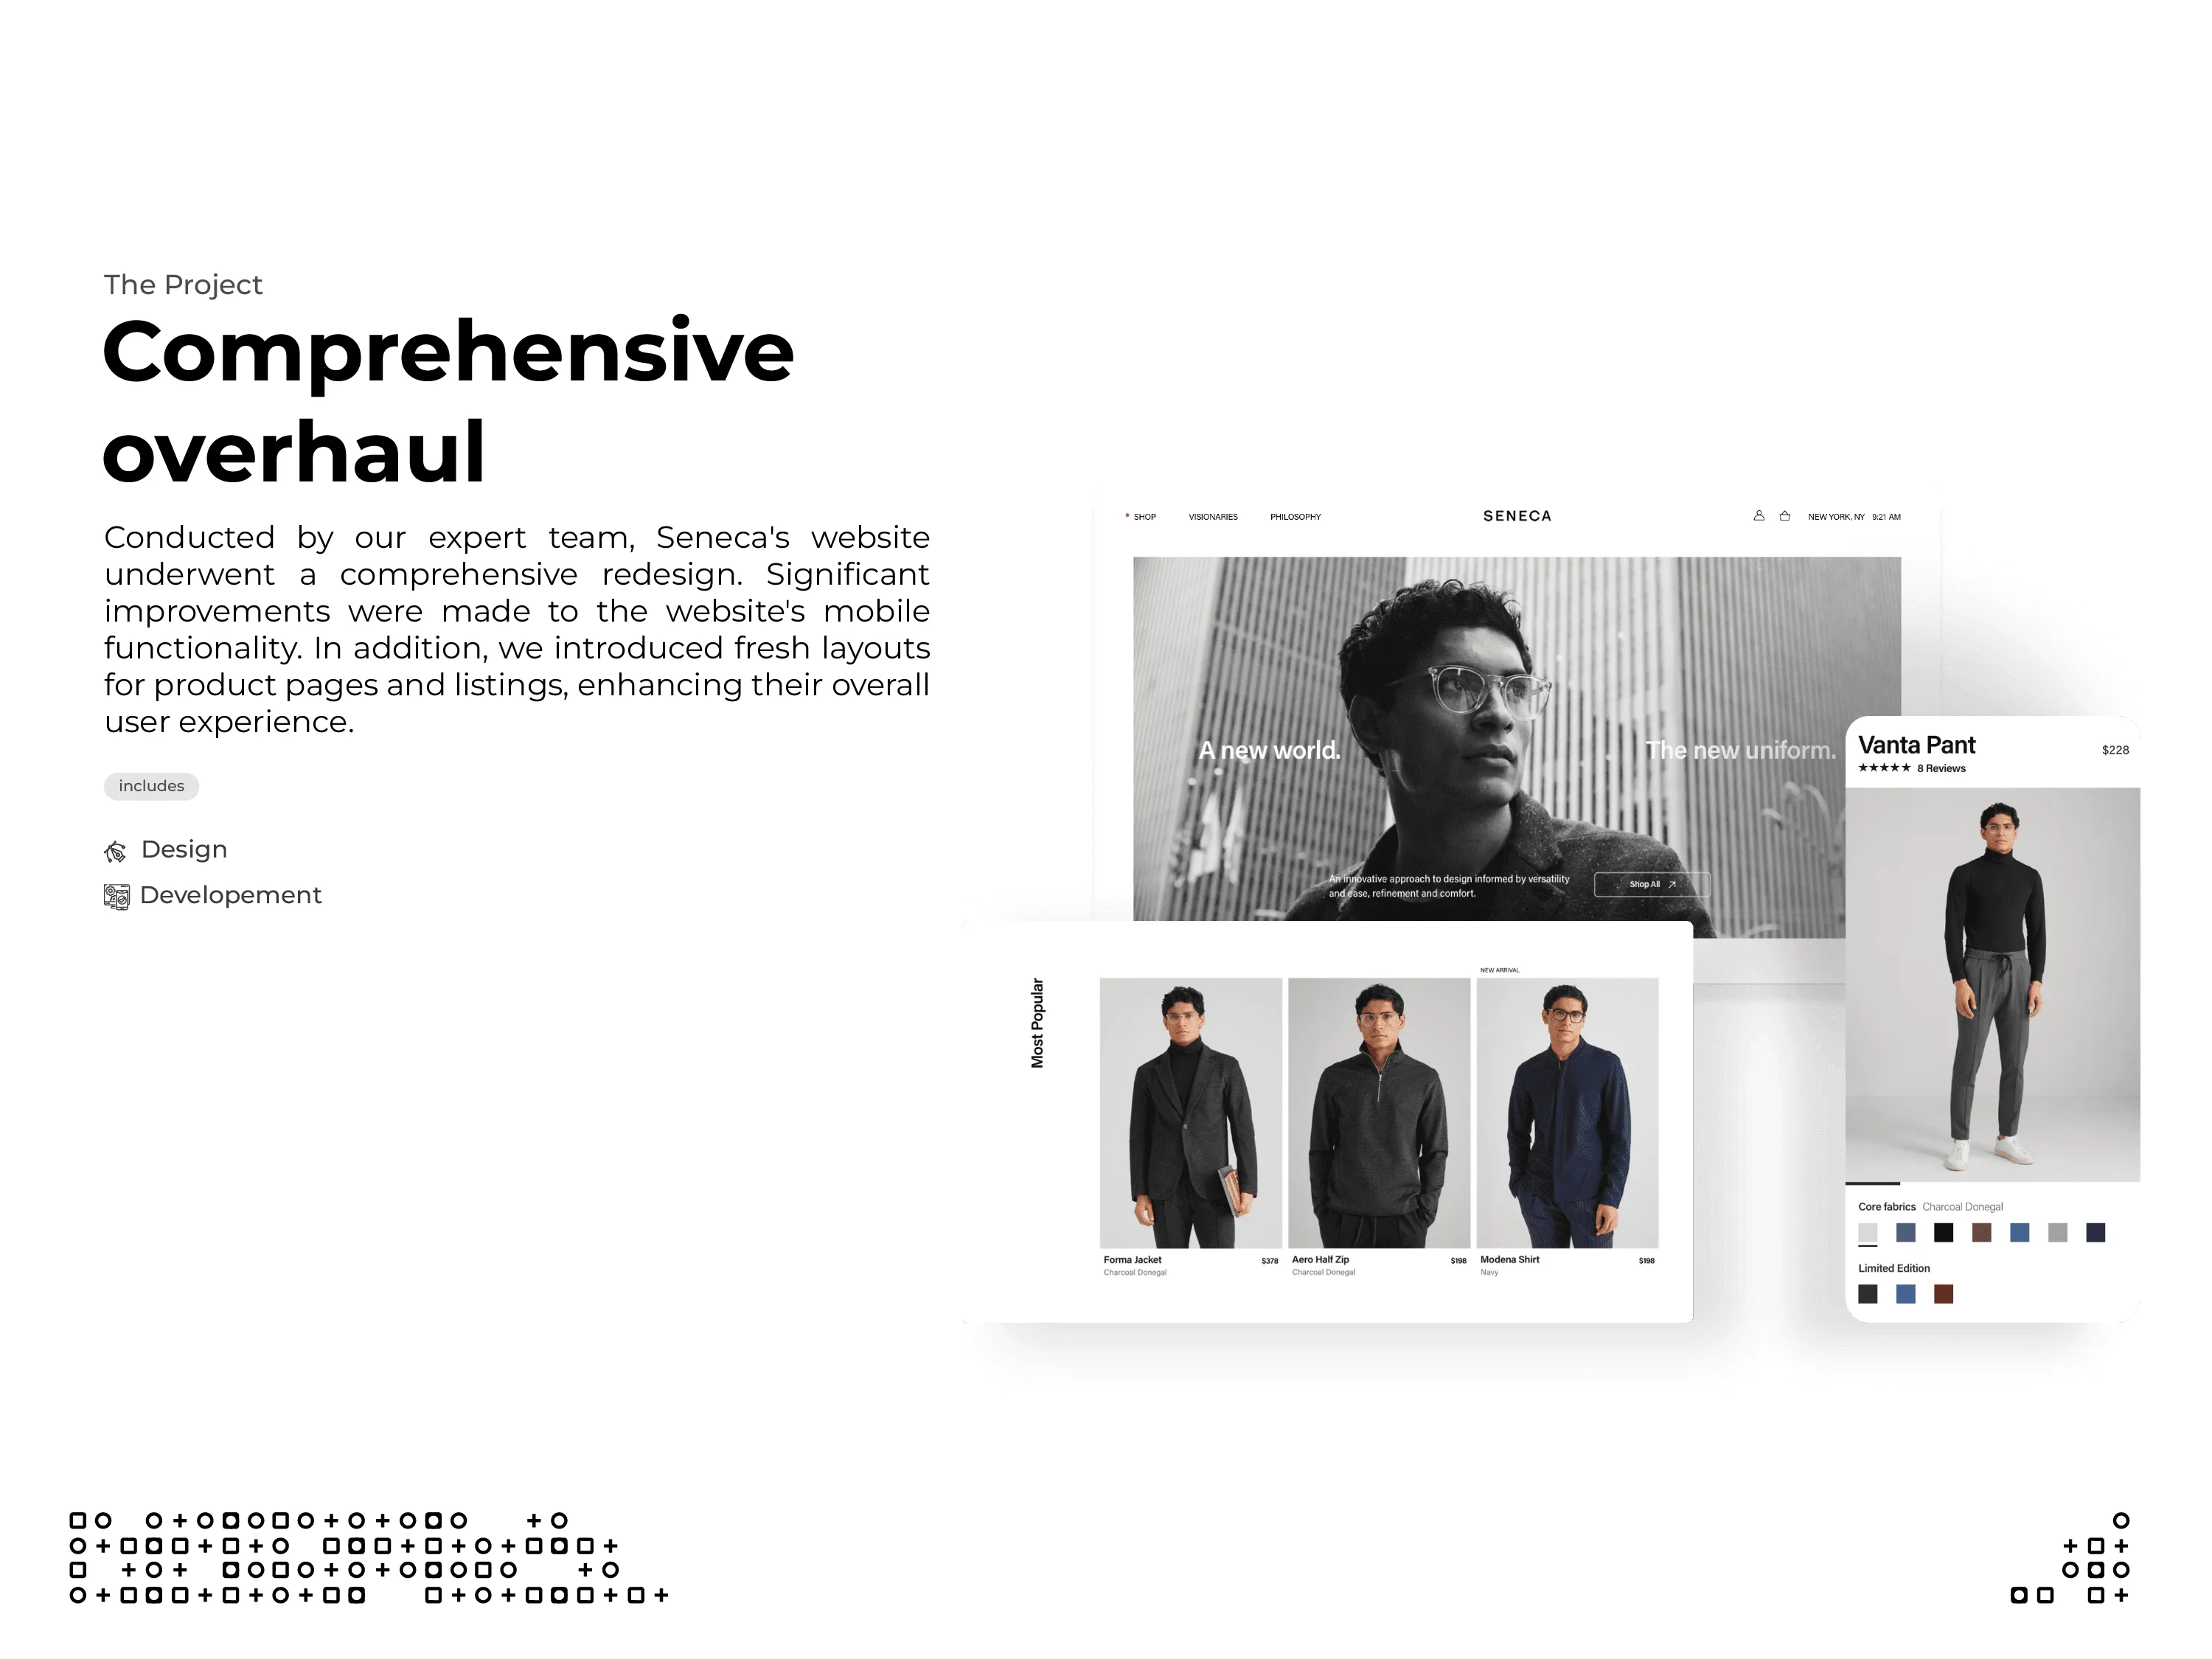 The Project
Comprehensive
overhaul
Conducted by our expert team, Seneca's website
underwent a comprehensive redesign. Significant
improvements were made to the website's mobile
functionality. In addition, we introduced fresh layouts
for product pages and listings, enhancing their overall
user experience.
includes
Design
Developement
SHOP VISIONARIES PHILOSOPHY SENECA NEW YORK, NY 9:21 AM
A new world. The new uniform.
An innovative approach to design informed by versatility
and ease, refinement and comfort.
Shop All
Most Popular
NEW ARRIVAL
Forma Jacket $378
Charcoal Donegal
Aero Half Zip $198
Charcoal Donegal
Modena Shirt $198
Navy
Vanta Pant $228
★★★★★ 8 Reviews
Core fabrics Charcoal Donegal
Limited Edition